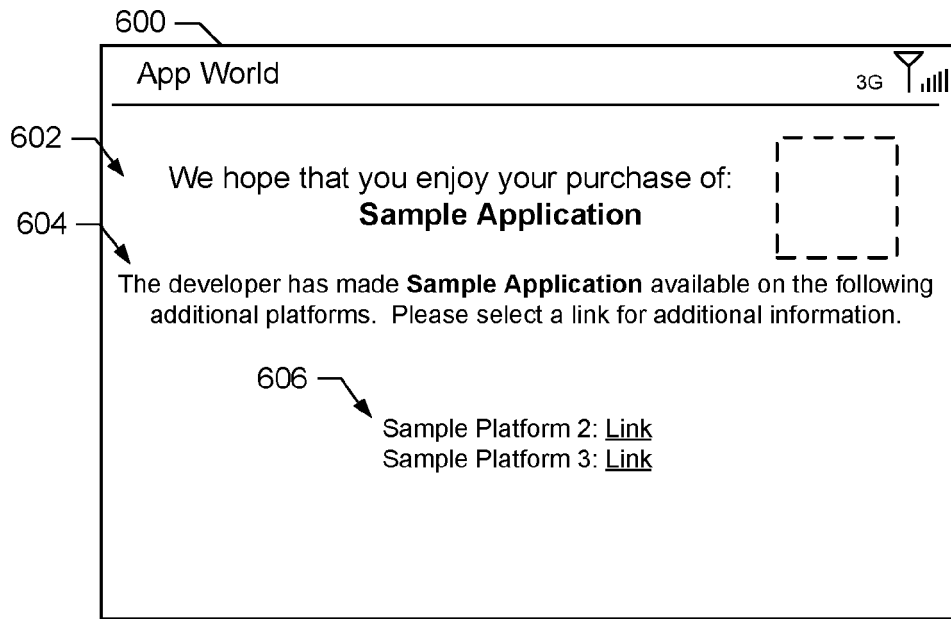 600
App World
3G
602
We hope that you enjoy your purchase of:
Sample Application
604
The developer has made Sample Application available on the following
additional platforms. Please select a link for additional information.
606
Sample Platform 2: Link
Sample Platform 3: Link